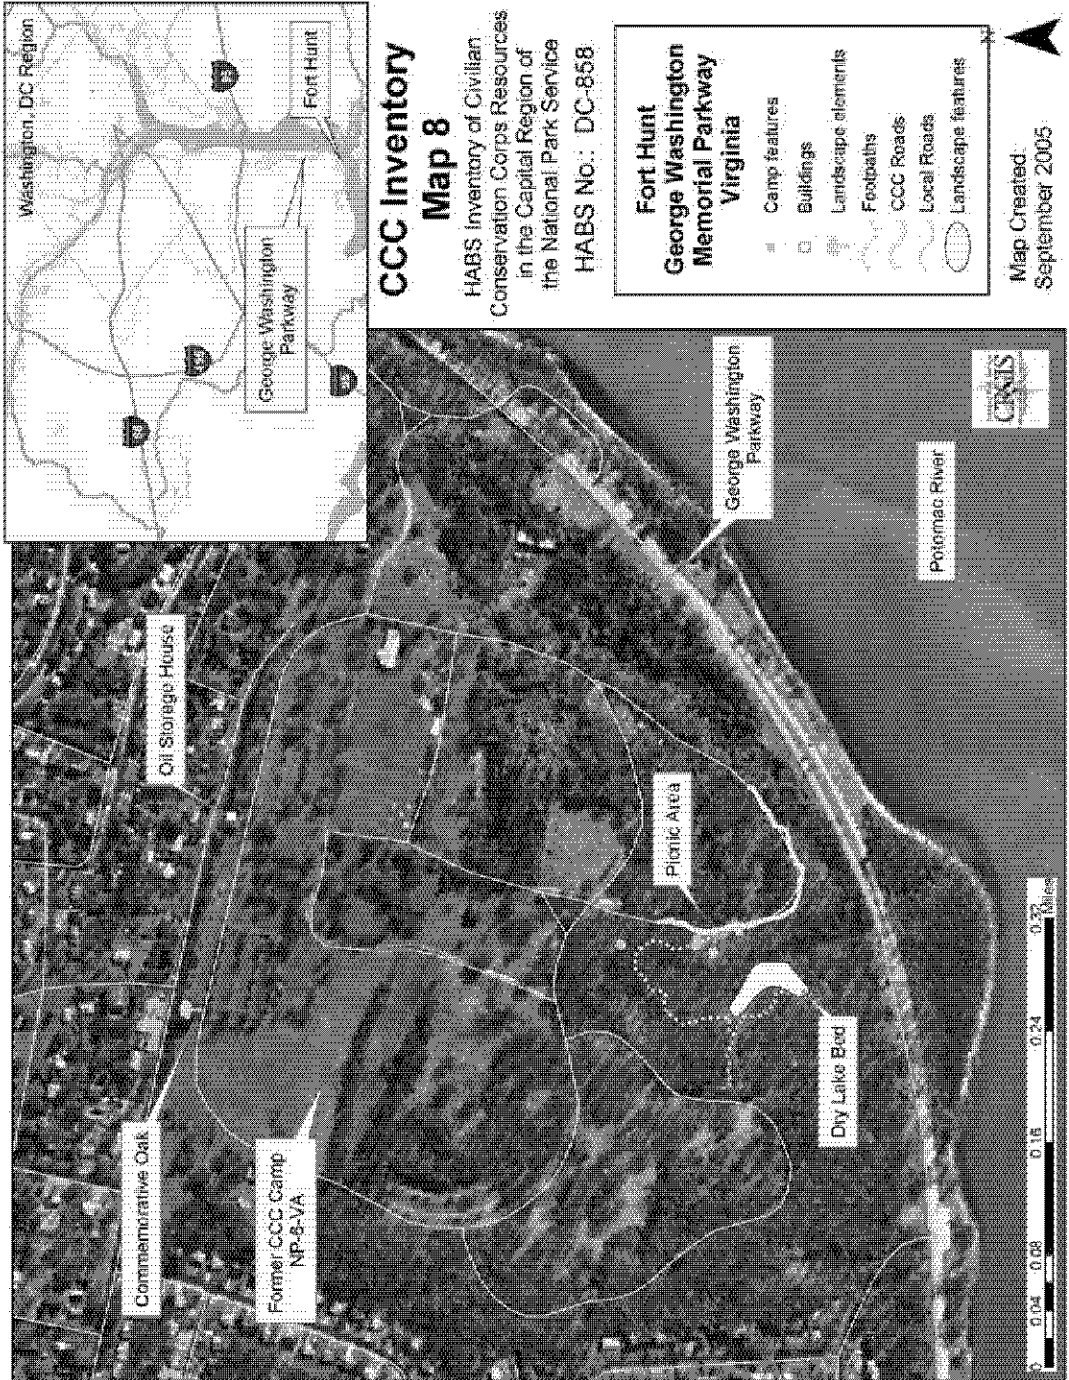 Washington, DC Region
Fort Hunt
George Washington
Parkway
CCC Inventory
Map 8
HABS Inventory of Civilian
Conservation Corps Resources
in the Capital Region of
the National Park Service
HABS No.: DC-858
Fort Hunt
George Washington
Memorial Parkway
Virginia
Camp features
Buildings
Landscape elements
Footpaths
CCC Roads
Local Roads
Landscape features
N
Map Created:
September 2005
Commemorative Oak
Oil Storage House
Former CCC Camp
NP-6-VA
Picnic Area
Dry Lake Bed
George Washington
Parkway
Potomac River
CRGIS
0 0.04 0.08 0.16 0.24 0.32
Miles